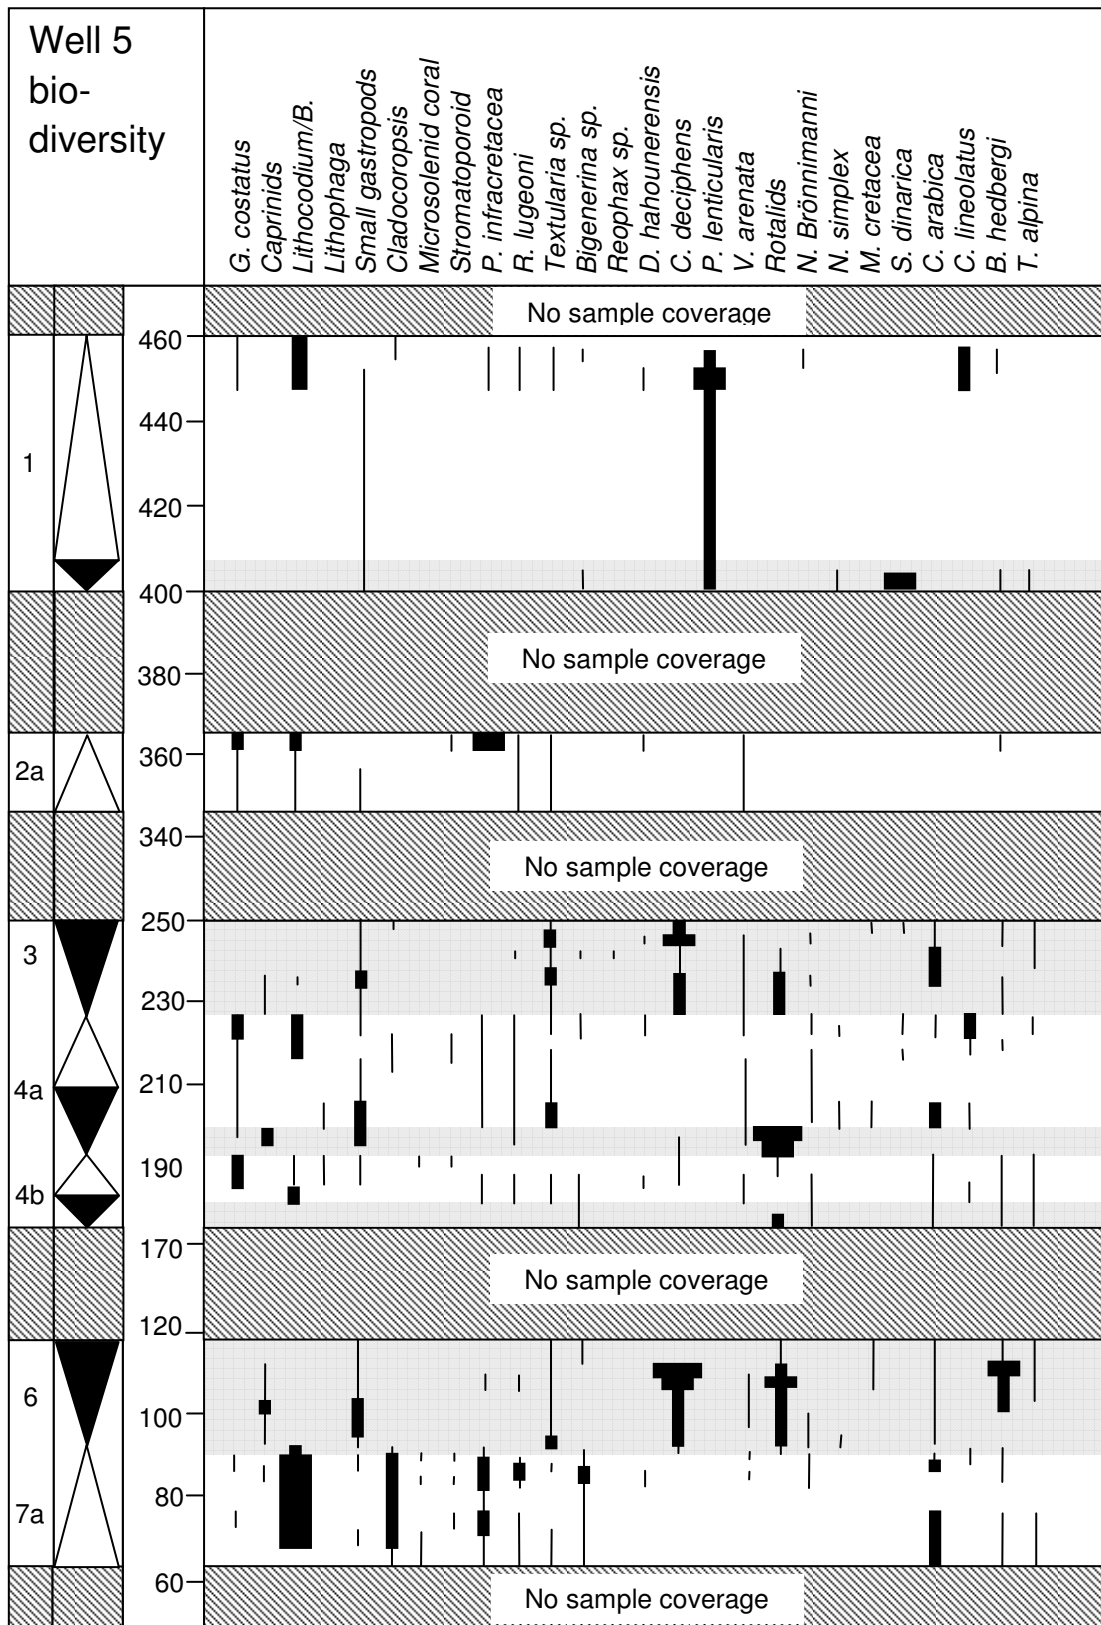 Well 5
bio-
diversity
G. costatus
Caprinids
Lithocodium/B.
Lithophaga
Small gastropods
Cladocoropsis
Microsolenid coral
Stromatoporoid
P. infracretacea
R. lugeoni
Textularia sp.
Bigenerina sp.
Reophax sp.
D. hahounerensis
C. deciphens
P. lenticularis
V. arenata
Rotalids
N. Brönnimanni
N. simplex
M. cretacea
S. dinarica
C. arabica
C. lineolatus
B. hedbergi
T. alpina
No sample coverage
460
440
1
420
400
No sample coverage
380
360
2a
340
No sample coverage
250
3
230
210
4a
190
4b
170
No sample coverage
120
6
100
80
7a
60
No sample coverage